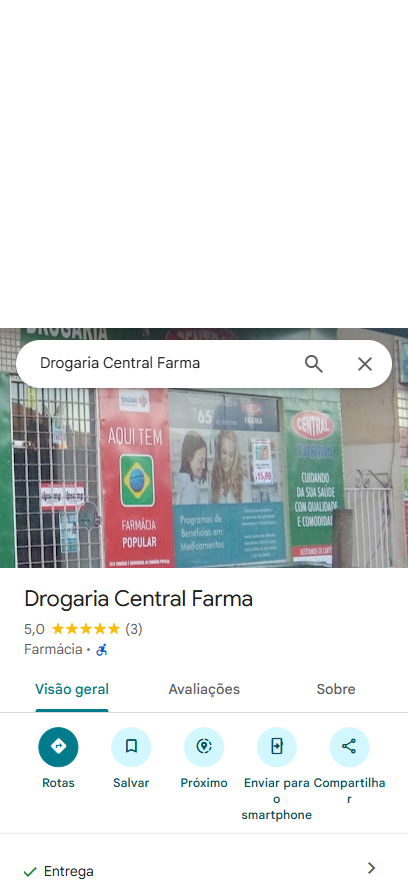 DROGARIA
Drogaria Central Farma
SAÚDE
65
AQUI TEM
CENTRAL
FARMA
15,99
CUIDANDO
DA SUA SAÚDE
COM QUALIDADE
E COMODIDADE
FARMÁCIA
POPULAR
Programas de
Benefícios em
Medicamentos
Drogaria Central Farma
5,0 ★★★★★ (3)
Farmácia •
Visão geral
Avaliações
Sobre
Rotas
Salvar
Próximo
Enviar para
o
smartphone
Compartilha
r
Entrega